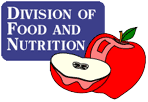 DIVISION OF
FOOD AND
NUTRITION